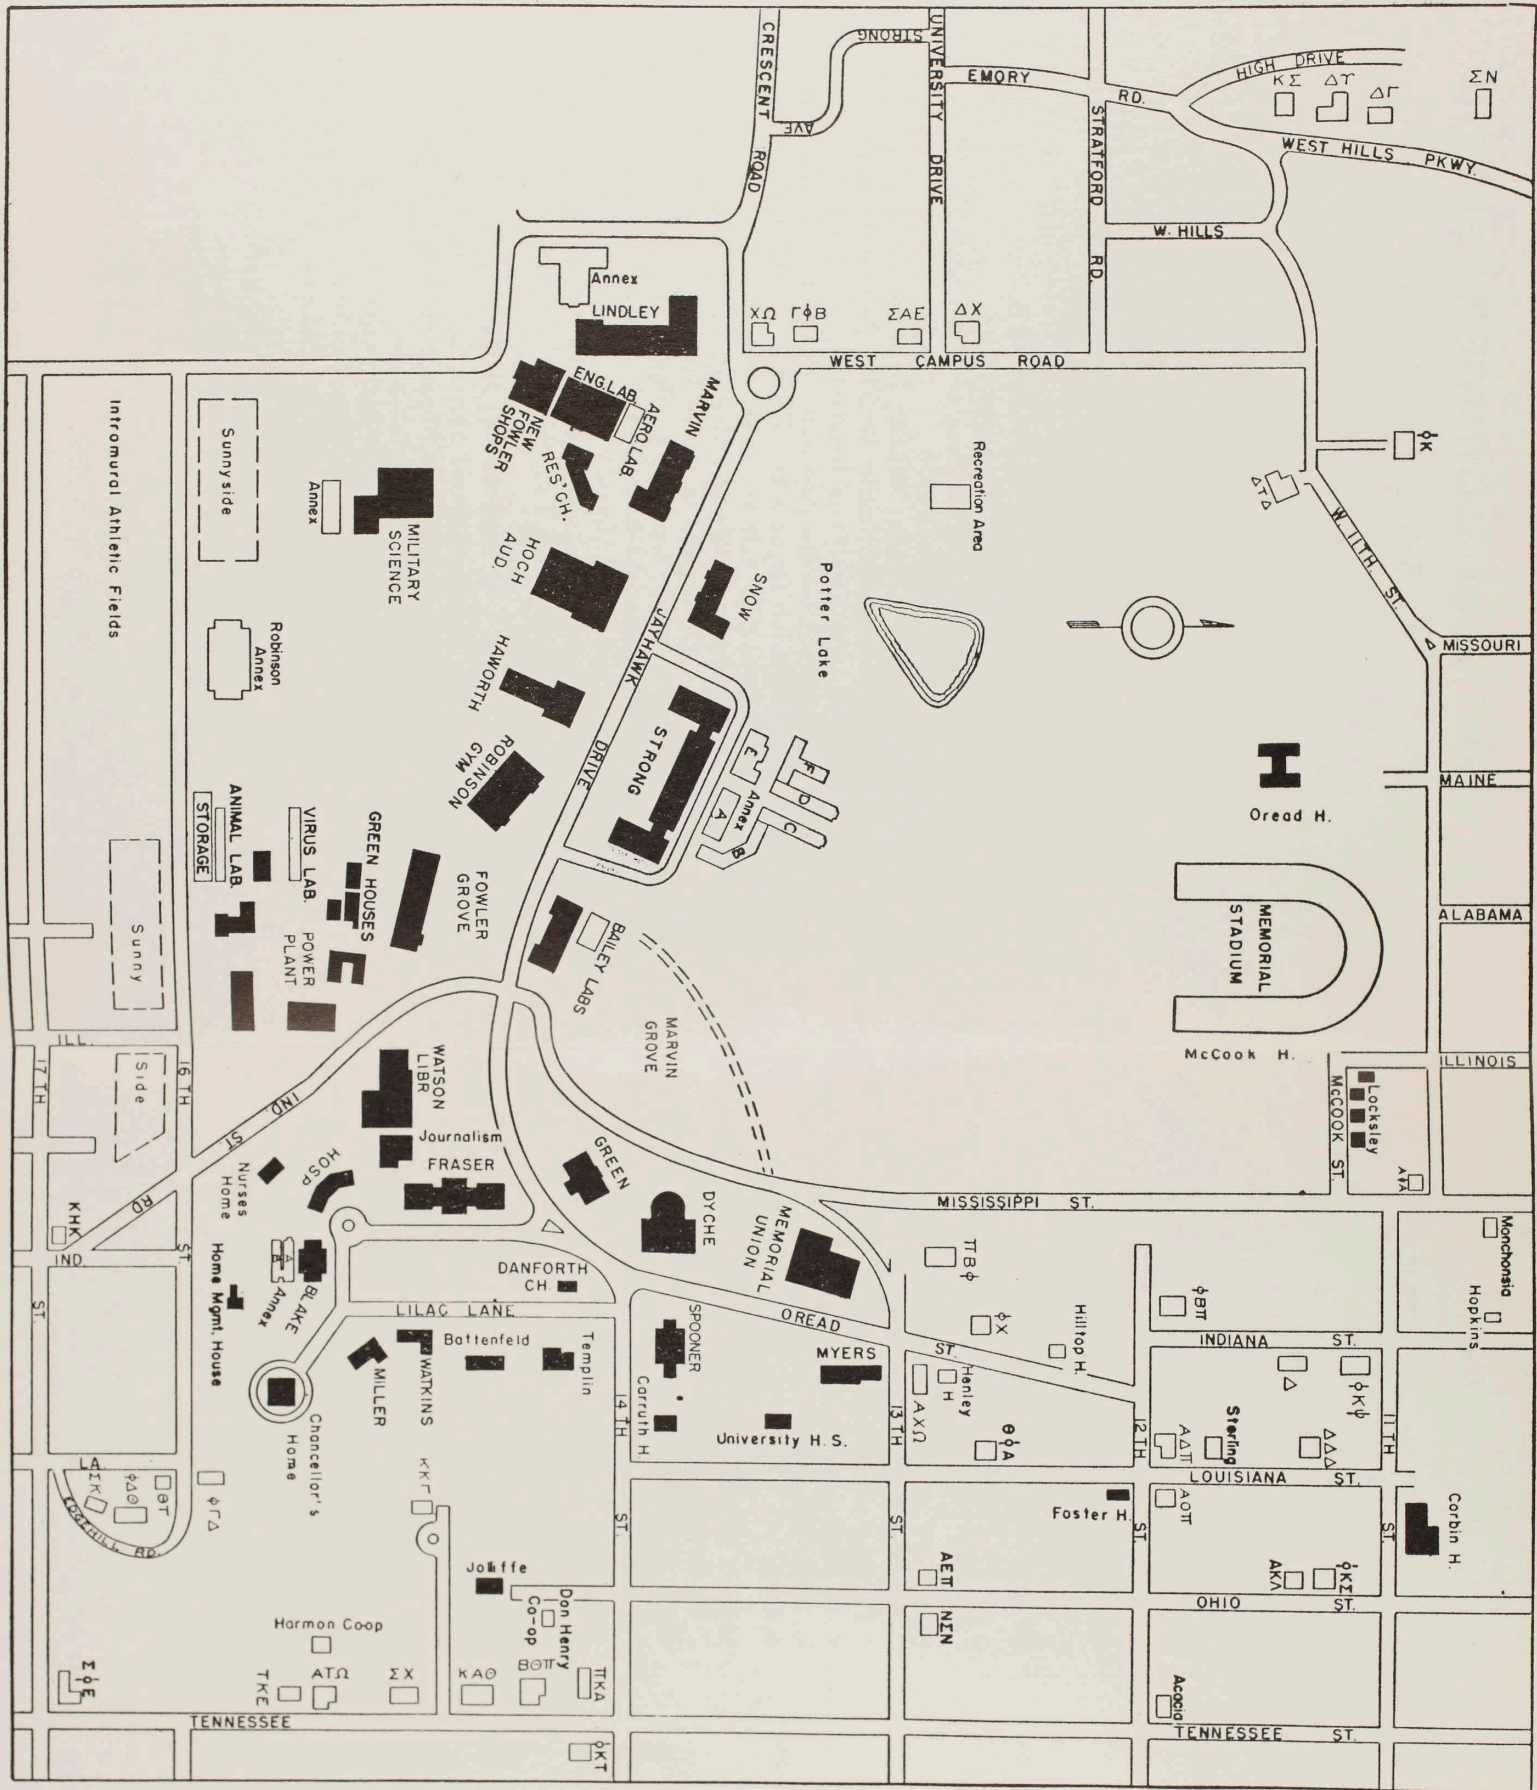 CRESCENT
ROAD
STRONG
AVE
UNIVERSITY
DRIVE
EMORY
RD.
STRATFORD
RD.
HIGH DRIVE
ΚΣ
ΔΥ
ΔΓ
ΣΝ
WEST HILLS PKWY.
W. HILLS
Annex
LINDLEY
ΧΩ
ΓΦΒ
ΣΑΕ
ΔΧ
WEST CAMPUS ROAD
ENG. LAB.
AERO. LAB.
MARVIN
NEW
FOWLER
SHOPS
RES'CH.
ΦΚ
ΔΤΔ
W. 11TH. ST.
Intramural Athletic Fields
Sunnyside
Annex
MILITARY
SCIENCE
HOCH
AUD.
SNOW
Recreation Area
Potter Lake
JAYHAWK
DRIVE
MISSOURI
Robinson
Annex
HAWORTH
ROBINSON
GYM
STRONG
E
F
D
C
A
B
Annex
MAINE
Oread H.
STORAGE
ANIMAL LAB.
VIRUS LAB.
GREEN HOUSES
FOWLER
GROVE
POWER
PLANT
BAILEY LABS
MEMORIAL
STADIUM
ALABAMA
Sunny
Side
MARVIN
GROVE
McCook H.
ILLINOIS
Locksley
McCOOK ST.
ILL.
17 TH
ST.
16 TH
ST.
IND.
ST
RD
WATSON
LIBR
Journalism
FRASER
HOSP
Nurses
Home
GREEN
DYCHE
MEMORIAL
UNION
MISSISSIPPI ST.
ΚΗΚ
IND.
Home Mgmt. House
BLAKE
Annex
A
B
DANFORTH
CH.
LILAC LANE
OREAD
ST.
ΠΒΦ
ΦΧ
Hilltop H.
ΦΒΠ
INDIANA ST.
Monchonsia
Hopkins
MILLER
WATKINS
Battenfeld
Templin
SPOONER
Carruth H
MYERS
University H. S.
Henley
H
ΑΧΩ
ΘΦΑ
Δ
ΦΚΨ
Sterling
ΑΔΠ
ΔΔΔ
Chancellor's
Home
14 TH
ST.
13 TH
ST.
12 TH
ST.
11 TH
ST.
LOUISIANA ST.
LA.
ΣΚ
ΦΔΘ
ΘΤ
ΦΓΔ
EDGEHILL RD.
ΚΚΓ
Foster H.
ΑΟΠ
Corbin H.
Jolliffe
Don Henry
Co-op
ΑΕΠ
ΑΚΛ
ΦΚΣ
OHIO ST.
Harmon Co-op
ΝΣΝ
ΣΦΕ
ΤΚΕ
ΑΤΩ
ΣΧ
ΚΑΘ
ΒΘΠ
ΠΚΑ
Acacia
TENNESSEE
TENNESSEE ST.
ΦΚΤ